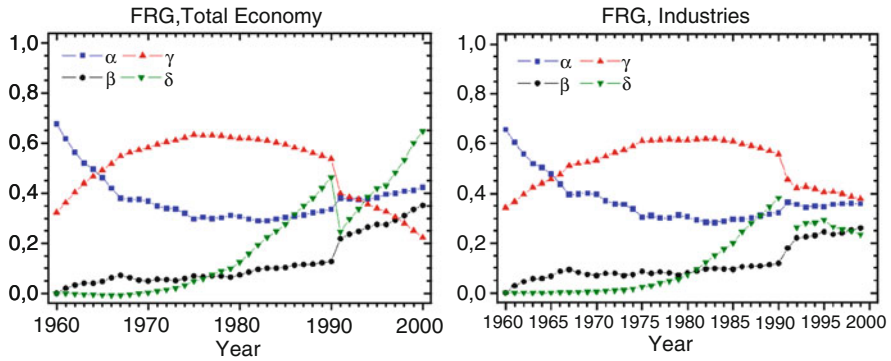 FRG,Total Economy
1,0
0,8
0,6
0,4
0,2
0,0
α γ
β δ
1960 1970 1980 1990 2000
Year
FRG, Industries
1,0
0,8
0,6
0,4
0,2
0,0
α γ
β δ
1960 1965 1970 1975 1980 1985 1990 1995 2000
Year